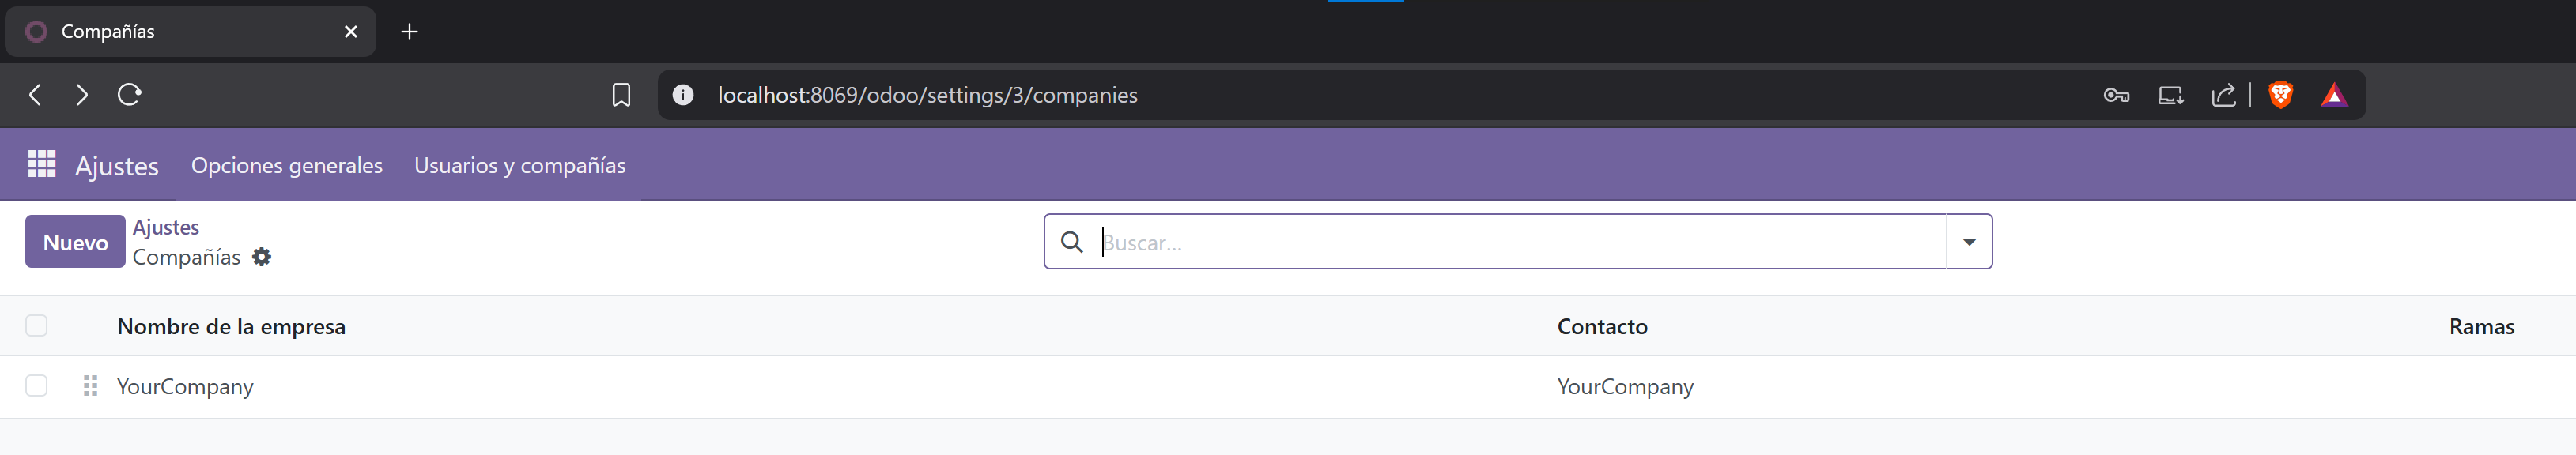 Compañías
localhost:8069/odoo/settings/3/companies
Ajustes Opciones generales Usuarios y compañías
Nuevo
Ajustes
Compañías
Buscar...
Nombre de la empresa Contacto Ramas
YourCompany YourCompany